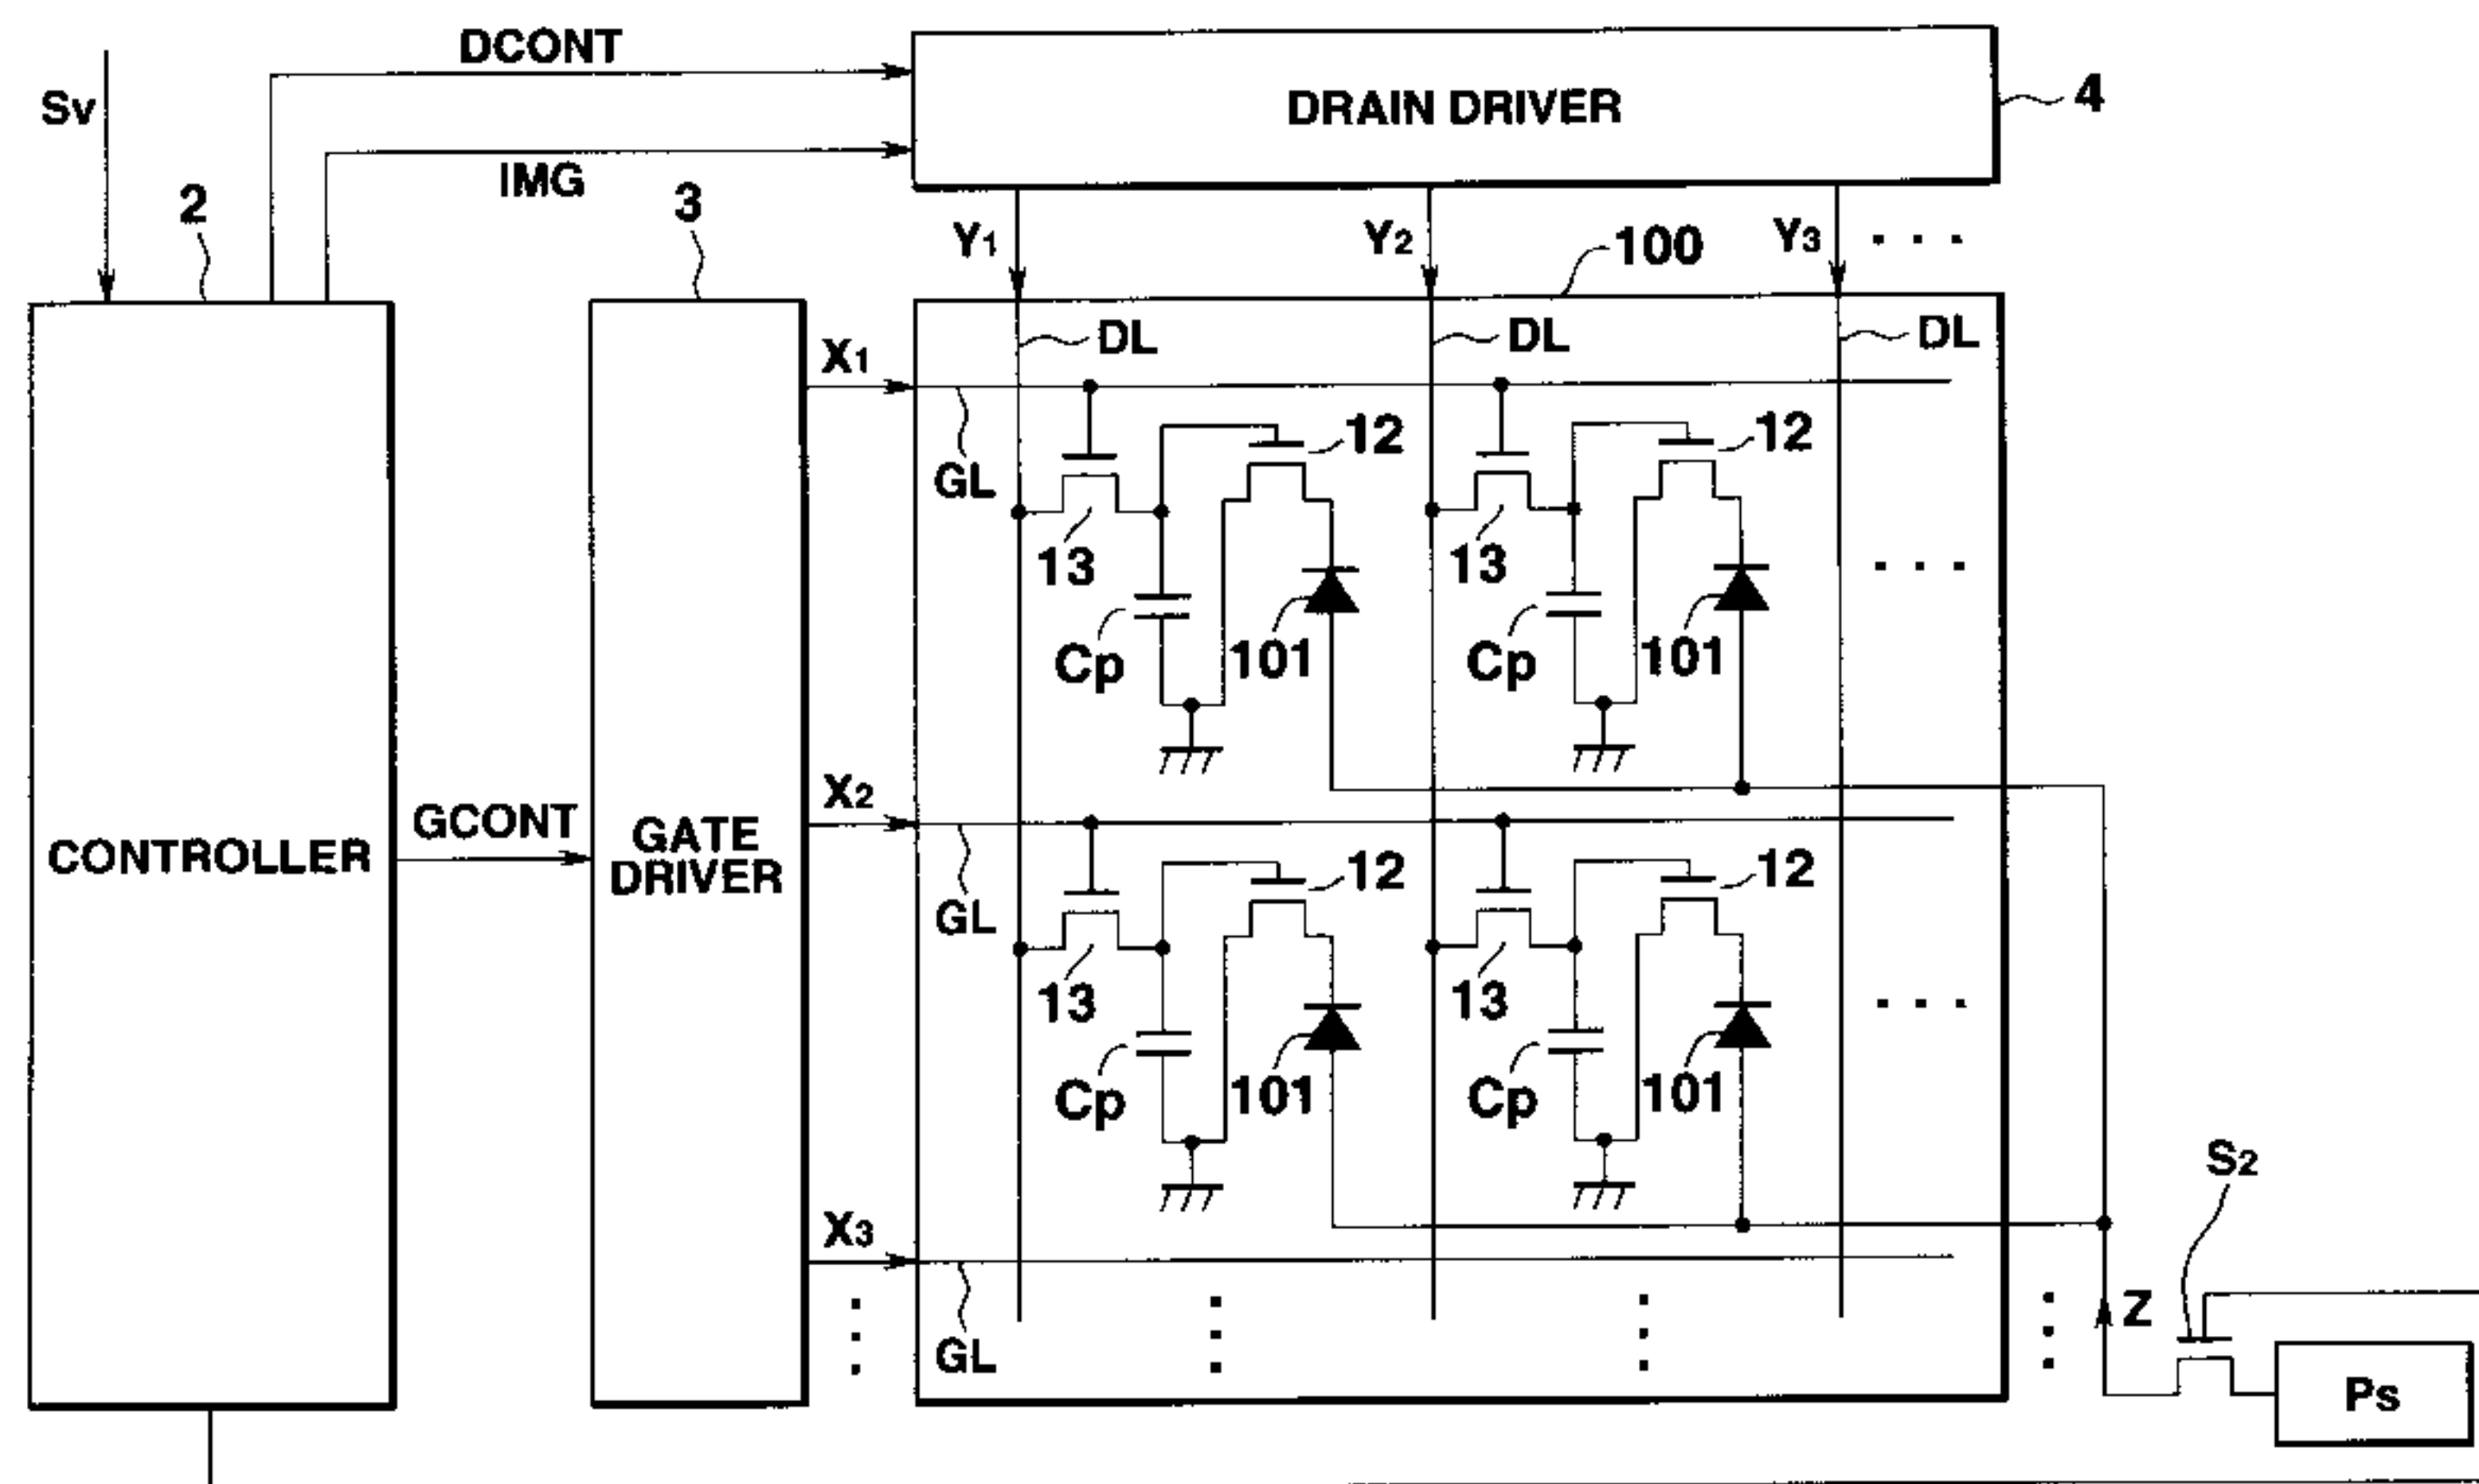 DCONT
Sv
DRAIN DRIVER
4
IMG
2
3
Y1
Y2
100
Y3
. . .
DL
DL
DL
X1
12
12
GL
13
13
. . .
Cp
101
Cp
101
X2
GCONT
CONTROLLER
GATE
DRIVER
12
12
GL
13
13
. . .
Cp
101
Cp
101
S2
X3
Z
GL
Ps